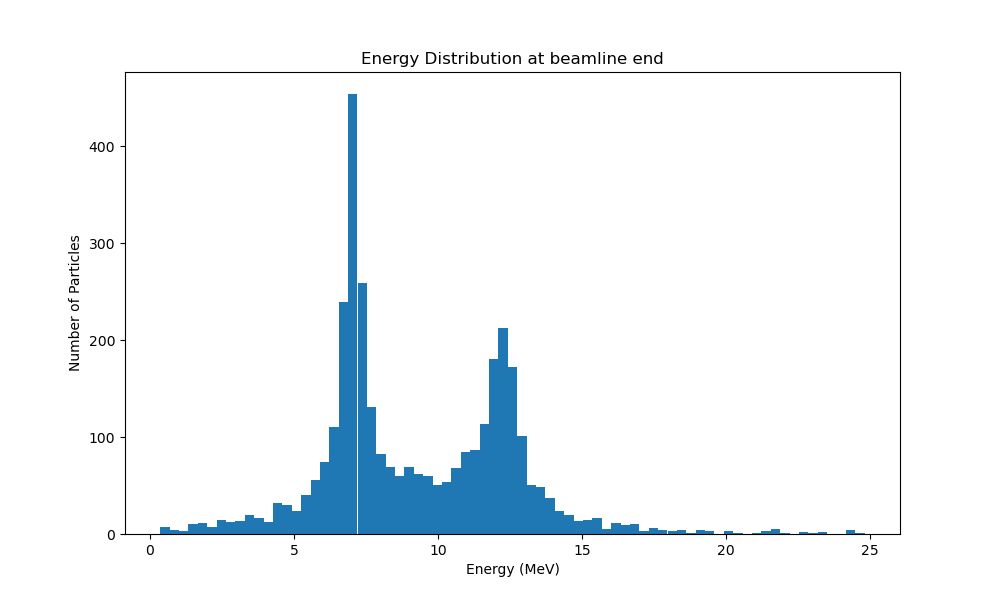 Energy Distribution at beamline end
Number of Particles
400
300
200
100
0
0 5 10 15 20 25
Energy (MeV)